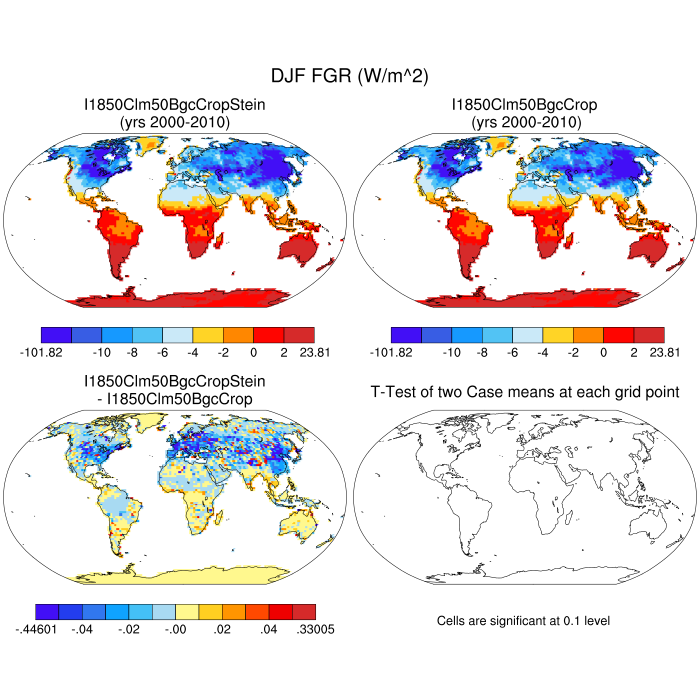 DJF FGR (W/m^2)
I1850Clm50BgcCropStein
(yrs 2000-2010)
I1850Clm50BgcCrop
(yrs 2000-2010)
-101.82 -10 -8 -6 -4 -2 0 2 23.81
-101.82 -10 -8 -6 -4 -2 0 2 23.81
I1850Clm50BgcCropStein
- I1850Clm50BgcCrop
T-Test of two Case means at each grid point
-.44601 -.04 -.02 -.00 .02 .04 .33005
Cells are significant at 0.1 level